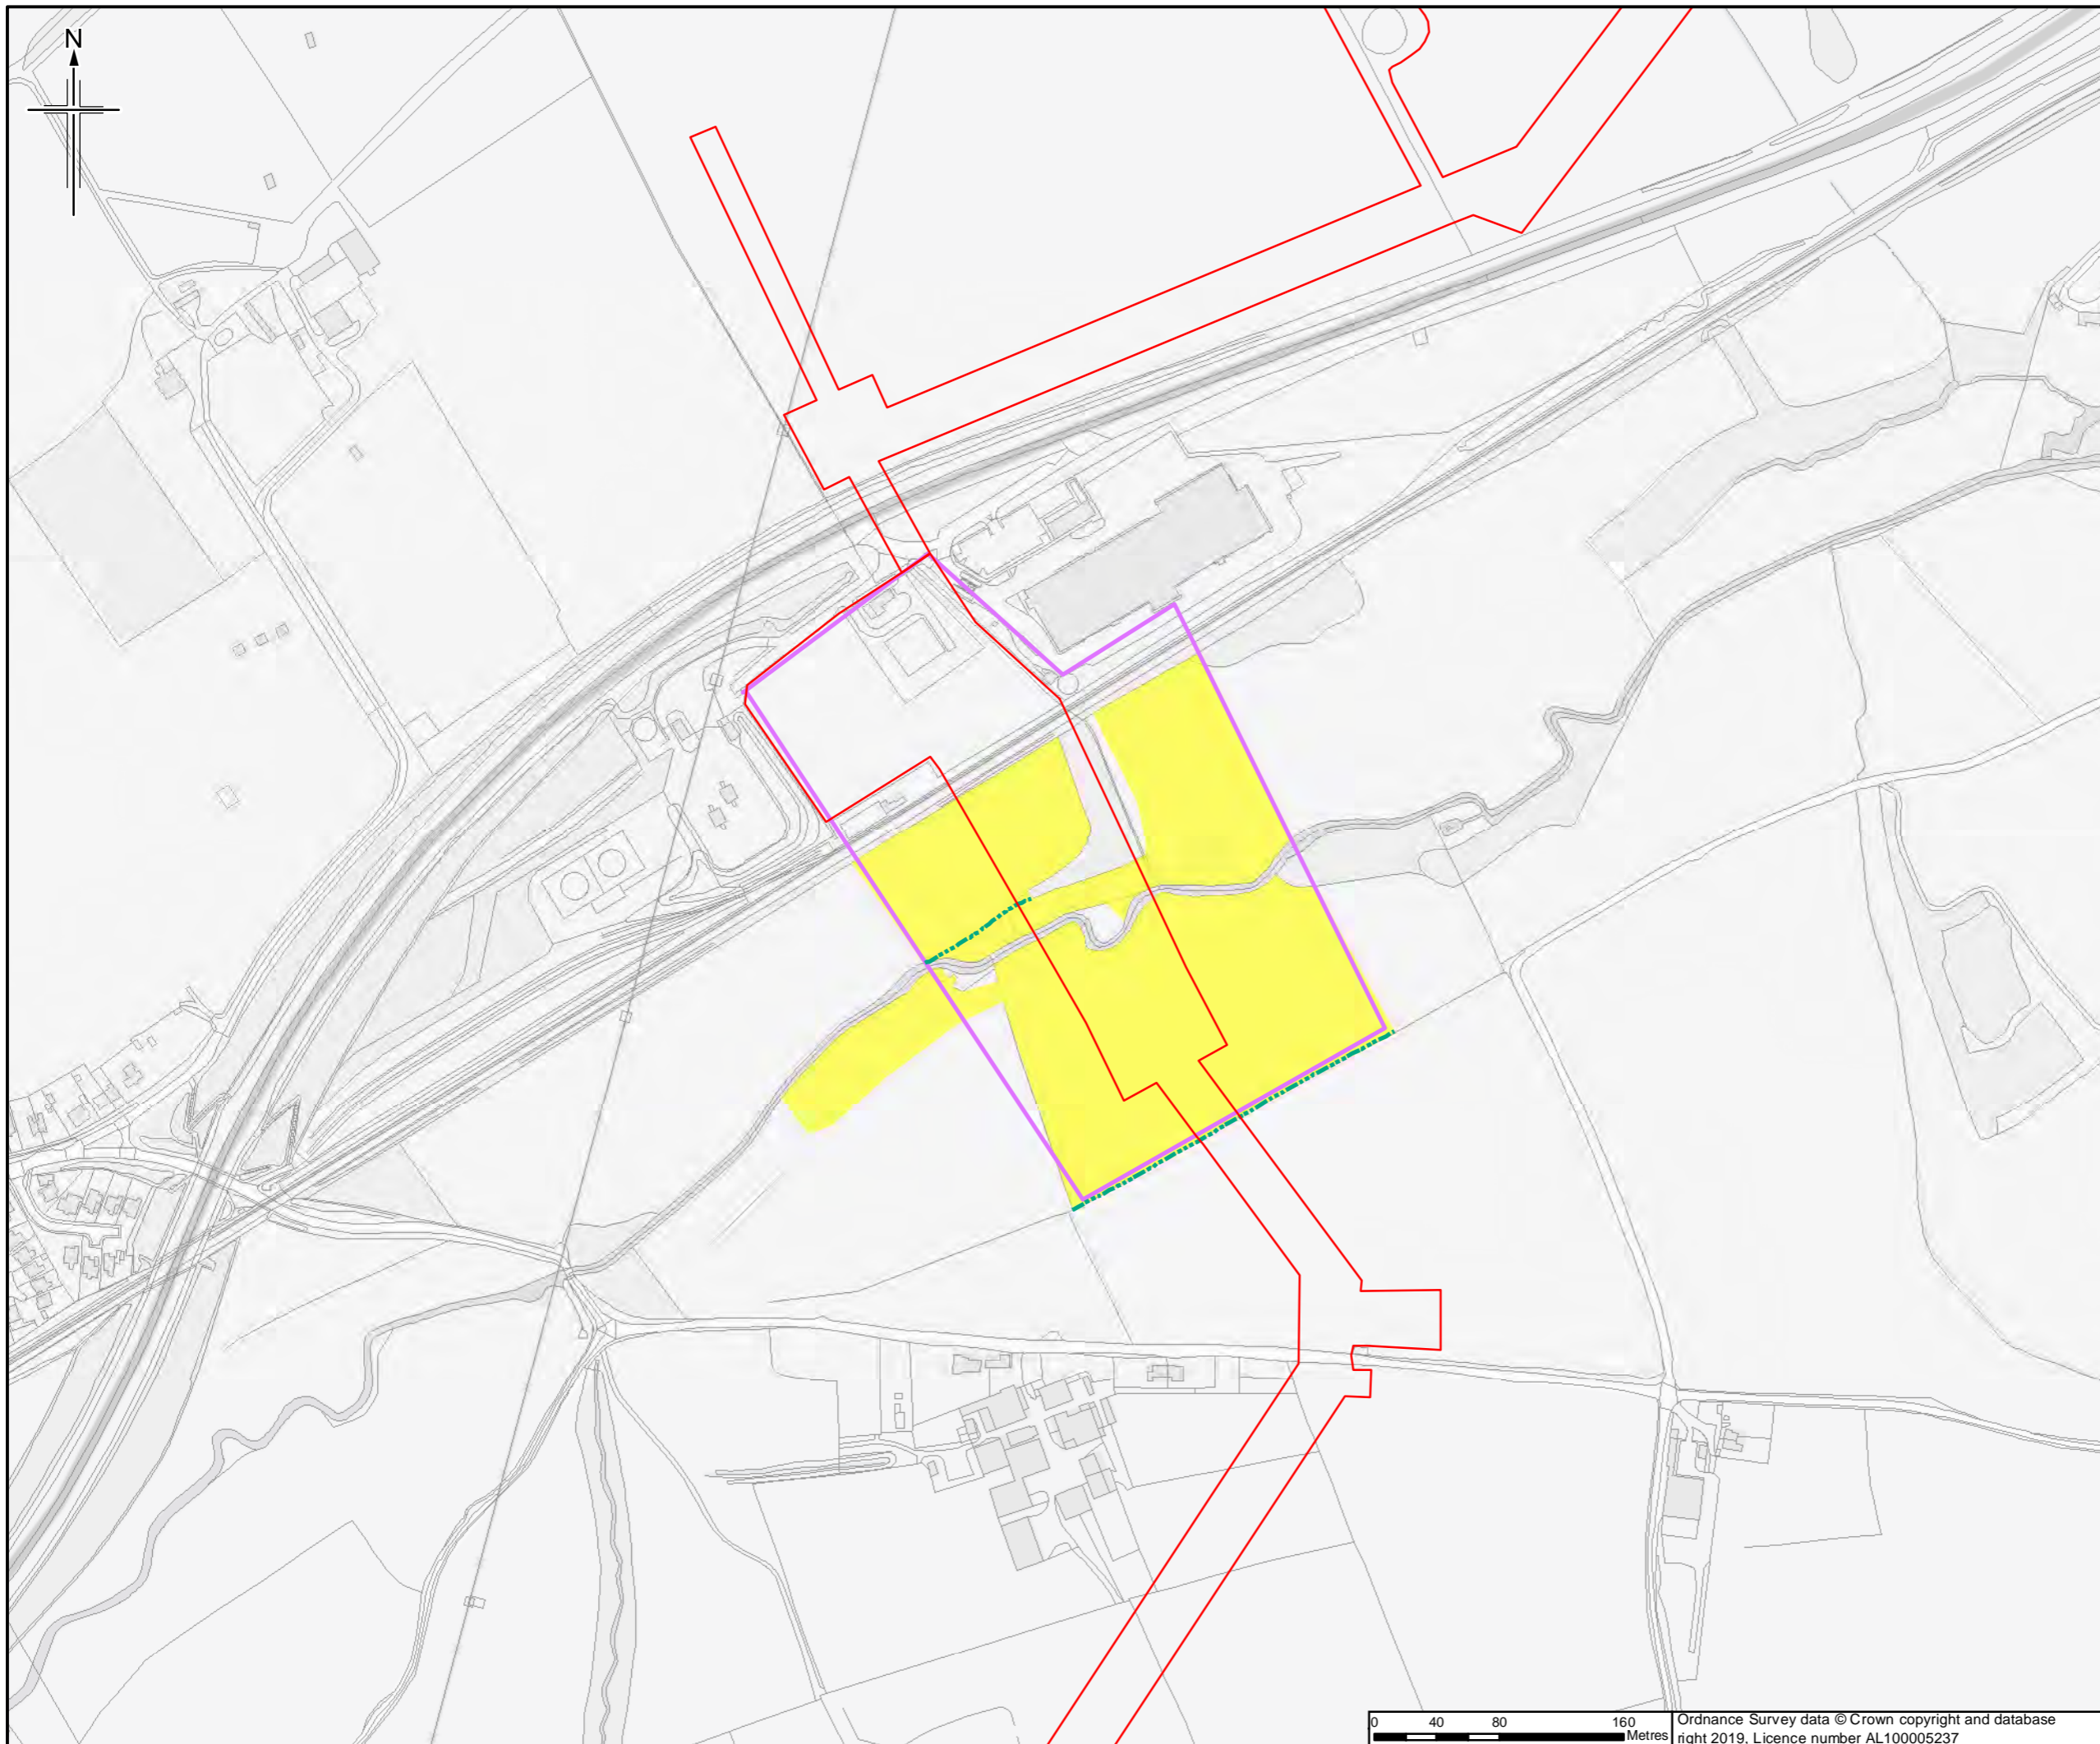 N
0 40 80 160
Metres
Ordnance Survey data © Crown copyright and database
right 2019, Licence number AL100005237